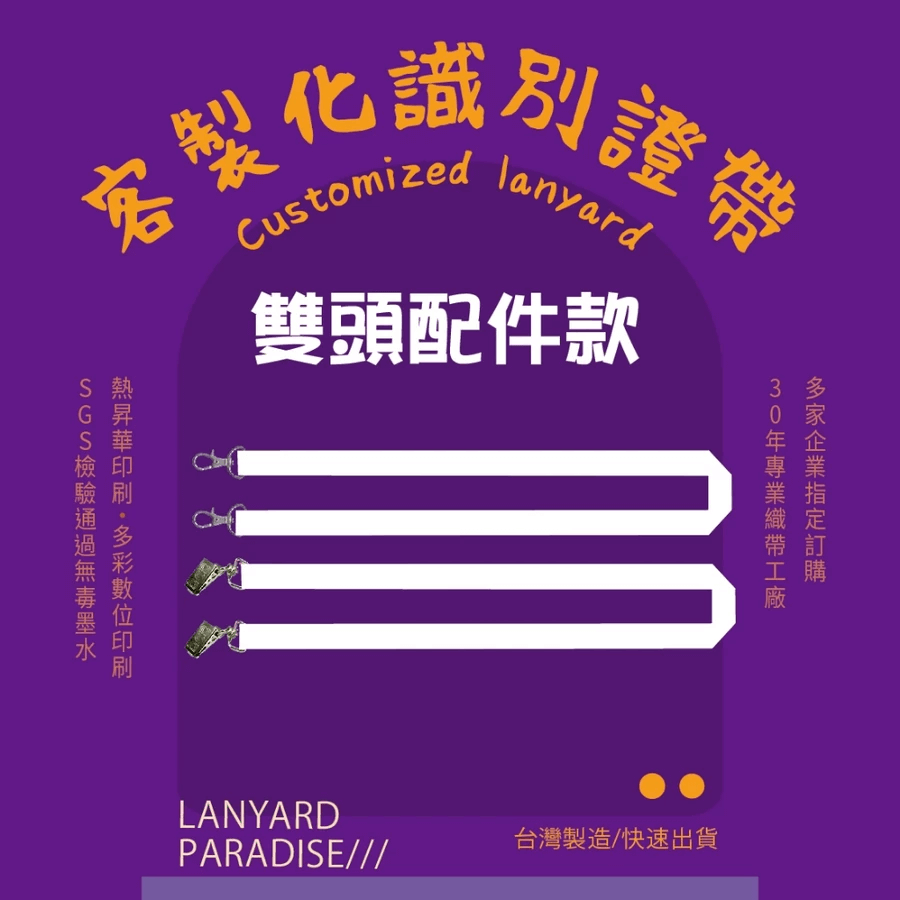 客製化識別證帶
Customized lanyard
雙頭配件款
多家企業指定訂購
30年專業織帶工廠
熱昇華印刷·多彩數位印刷
SGS檢驗通過無毒墨水
LANYARD
PARADISE///
台灣製造/快速出貨